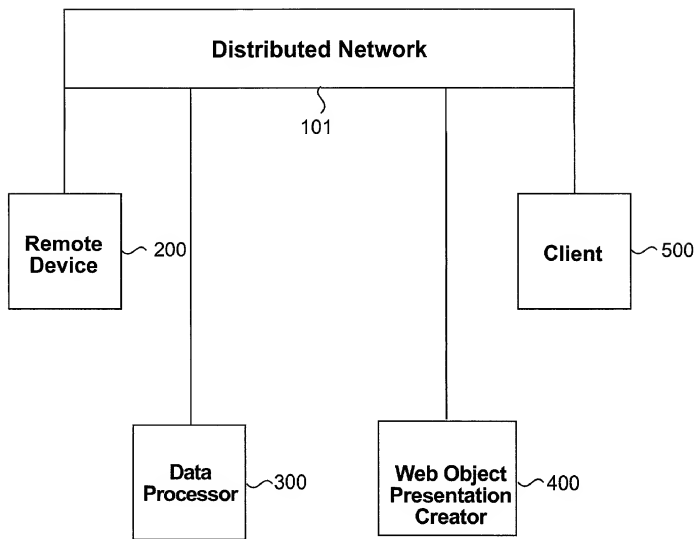 Distributed Network
101
Remote
Device
200
Client
500
Data
Processor
300
Web Object
Presentation
Creator
400